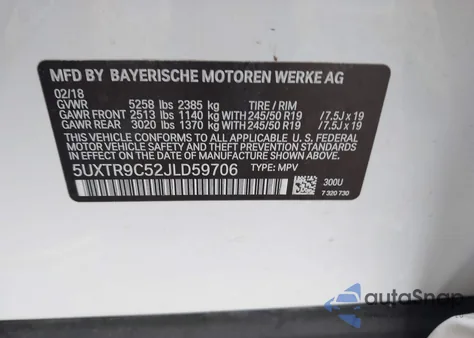 MFD BY BAYERISCHE MOTOREN WERKE AG
02/18
GVWR 5258 lbs 2385 kg TIRE / RIM
GAWR FRONT 2513 lbs 1140 kg WITH 245/50 R19 / 7.5J x 19
GAWR REAR 3020 lbs 1370 kg WITH 245/50 R19 / 7.5J x 19
THIS VEHICLE CONFORMS TO ALL APPLICABLE U. S. FEDERAL
MOTOR VEHICLE SAFETY, BUMPER, AND THEFT PREVENTION
STANDARDS IN EFFECT ON THE DATE OF MANUFACTURE SHOWN ABOVE.
5UXTR9C52JLD59706 TYPE: MPV
300U
7 320 730
autoSnap